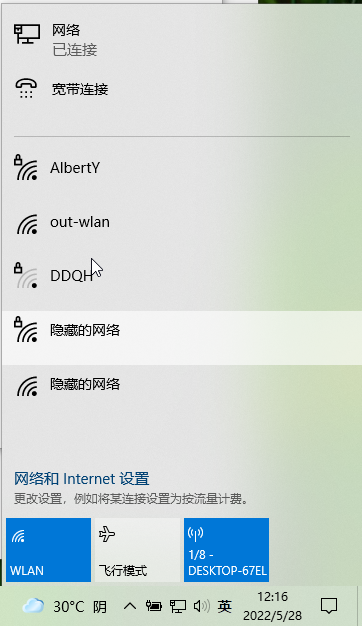 网络
已连接
宽带连接
AlbertY
out-wlan
DDQH
隐藏的网络
隐藏的网络
网络和 Internet 设置
更改设置，例如将某连接设置为按流量计费。
WLAN
飞行模式
1/8 -
DESKTOP-67EL
30°C 阴
英
12:16
2022/5/28